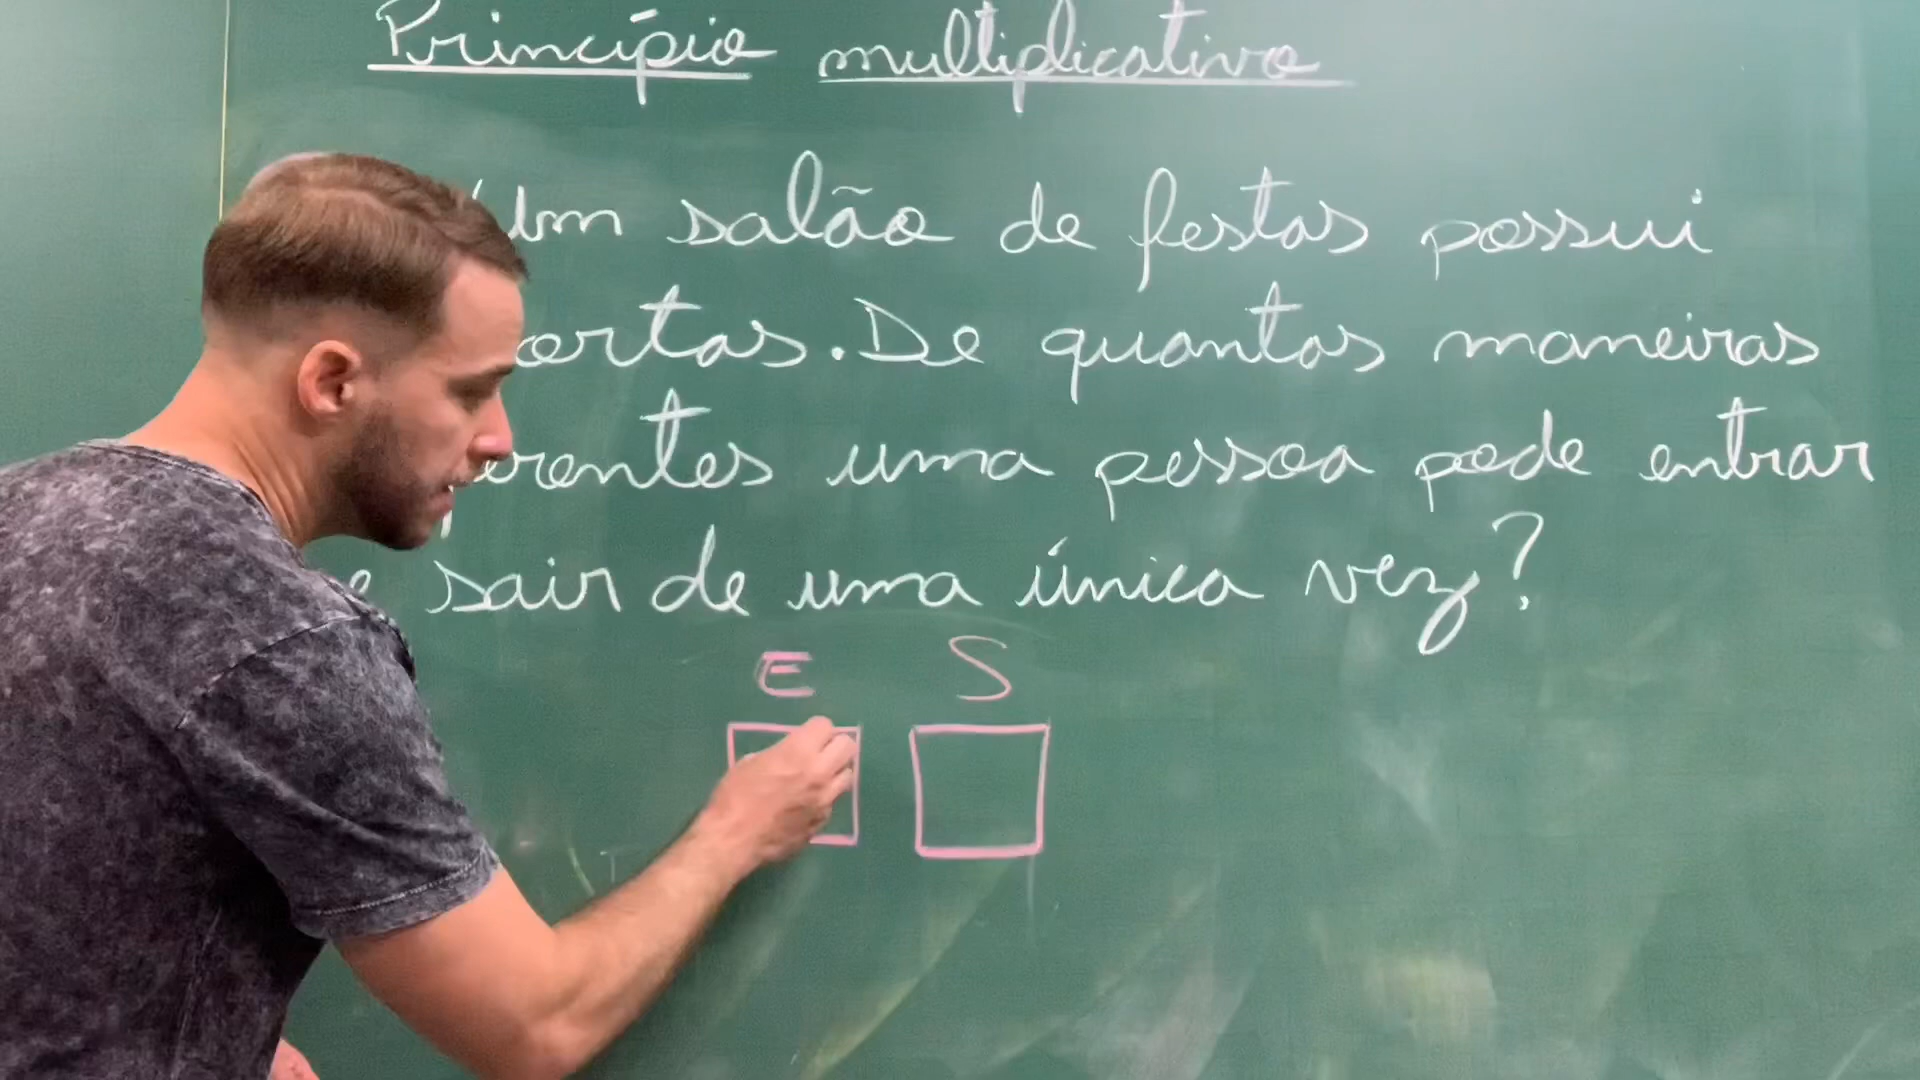 Princípio multiplicativo
Um salão de festas possui
ortas. De quantas maneiras
erentes uma pessoa pode entrar
e sair de uma única vez?
E S